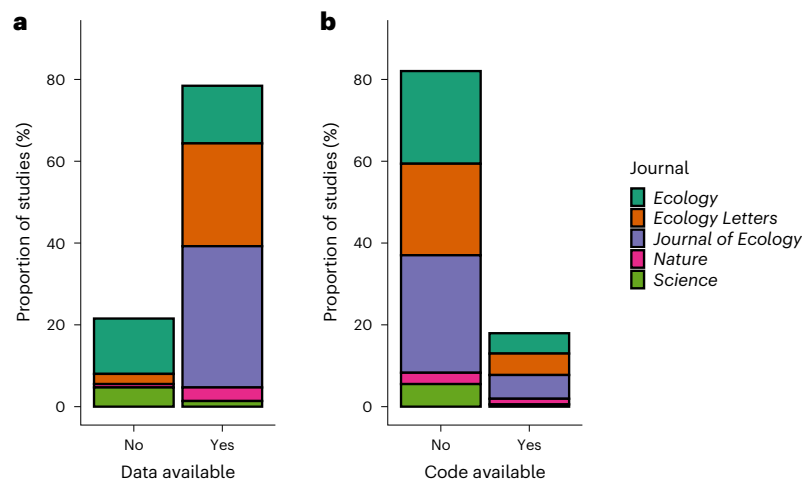 a
Proportion of studies (%)
80
60
40
20
0
No
Yes
Data available
b
Proportion of studies (%)
80
60
40
20
0
No
Yes
Code available
Journal
Ecology
Ecology Letters
Journal of Ecology
Nature
Science